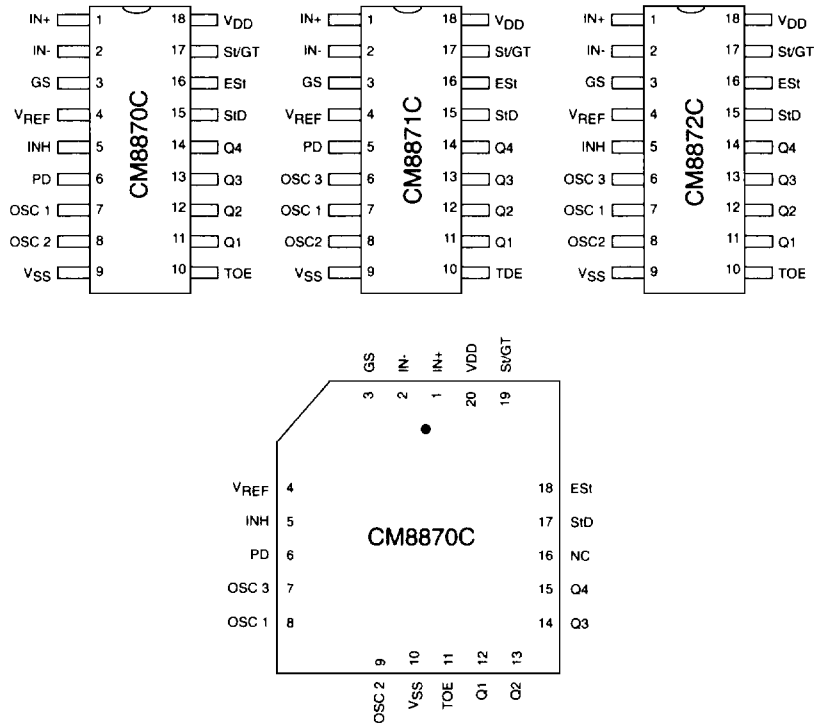 IN+ 1 18 VDD
IN- 2 17 St/GT
GS 3 16 ESt
VREF 4 15 StD
INH 5 14 Q4
PD 6 13 Q3
OSC 1 7 12 Q2
OSC 2 8 11 Q1
VSS 9 10 TOE
CM8870C
IN+ 1 18 VDD
IN- 2 17 St/GT
GS 3 16 ESt
VREF 4 15 StD
PD 5 14 Q4
OSC 3 6 13 Q3
OSC 1 7 12 Q2
OSC2 8 11 Q1
VSS 9 10 TDE
CM8871C
IN+ 1 18 VDD
IN- 2 17 St/GT
GS 3 16 ESt
VREF 4 15 StD
INH 5 14 Q4
OSC 3 6 13 Q3
OSC 1 7 12 Q2
OSC2 8 11 Q1
VSS 9 10 TOE
CM8872C
GS IN- IN+ VDD St/GT
3 2 1 20 19
VREF 4 18 ESt
INH 5 17 StD
CM8870C
PD 6 16 NC
OSC 3 7 15 Q4
OSC 1 8 14 Q3
9 10 11 12 13
OSC 2 VSS TOE Q1 Q2